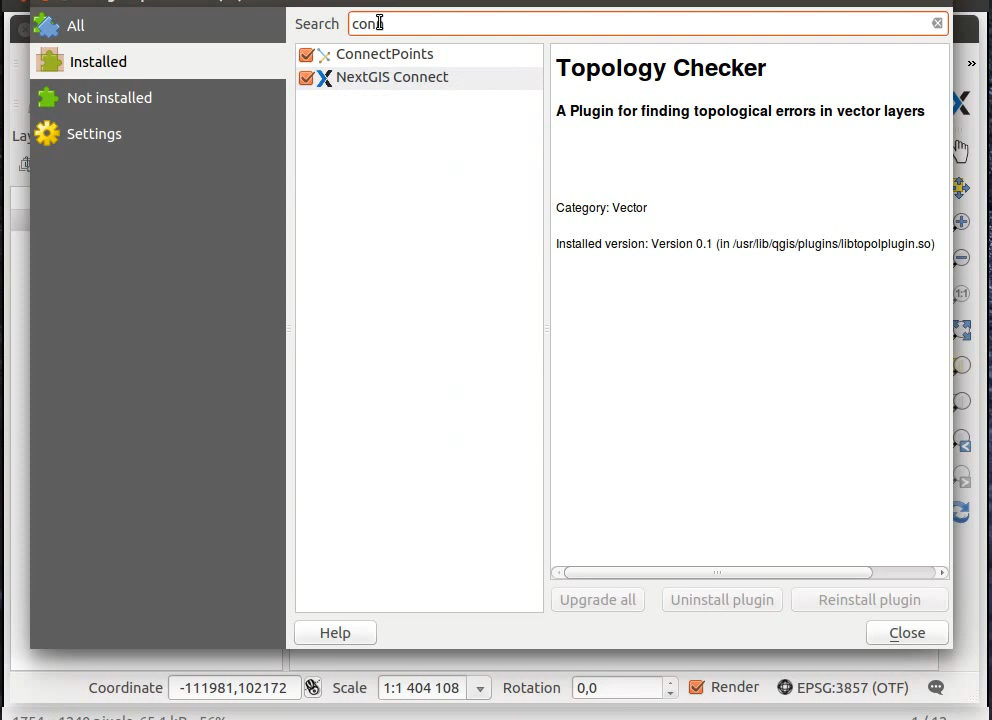 All
Installed
Not installed
Settings
Search
ConnectPoints
NextGIS Connect
Topology Checker
A Plugin for finding topological errors in vector layers
Category: Vector
Installed version: Version 0.1 (in /usr/lib/qgis/plugins/libtopolplugin.so)
Upgrade all
Uninstall plugin
Reinstall plugin
Help
Close
Coordinate
-111981,102172
Scale
1:1 404 108
Rotation
0,0
Render
EPSG:3857 (OTF)
»
1:1